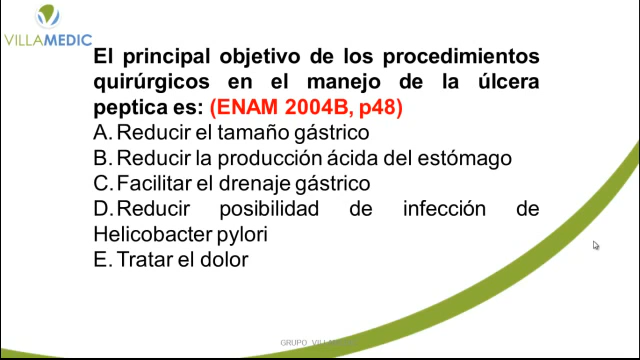 VILLAMEDIC
El principal objetivo de los procedimientos
quirúrgicos en el manejo de la úlcera
peptica es: (ENAM 2004B, p48)
A. Reducir el tamaño gástrico
B. Reducir la producción ácida del estómago
C. Facilitar el drenaje gástrico
D. Reducir posibilidad de infección de
Helicobacter pylori
E. Tratar el dolor
GRUPO